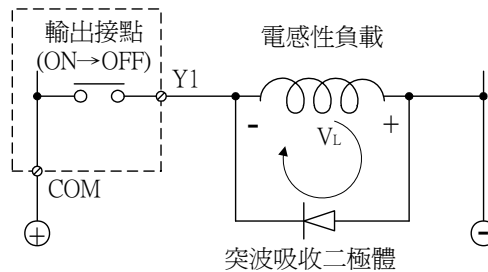 輸出接點
(ON→OFF)
電感性負載
Y1
-
VL
+
COM
+
-
突波吸收二極體